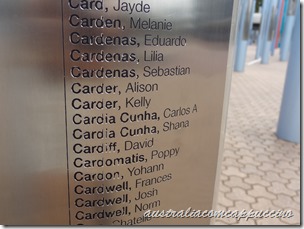 Card, Jayde
Carden, Melanie
Cardenas, Eduardo
Cardenas, Lilia
Cardenas, Sebastian
Carder, Alison
Carder, Kelly
Cardia Cunha, Carlos A
Cardia Cunha, Shana
Cardiff, David
Cardomatis, Poppy
Cardon, Yohann
Cardwell, Frances
Cardwell, Josh
Cardwell, Norm
Chatelle
australiacomcappuccino